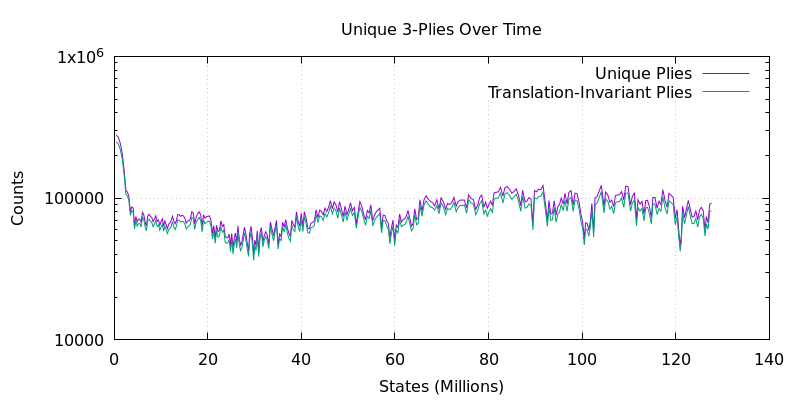 Unique 3-Plies Over Time
1x10^6
100000
10000
Counts
Unique Plies
Translation-Invariant Plies
0 20 40 60 80 100 120 140
States (Millions)